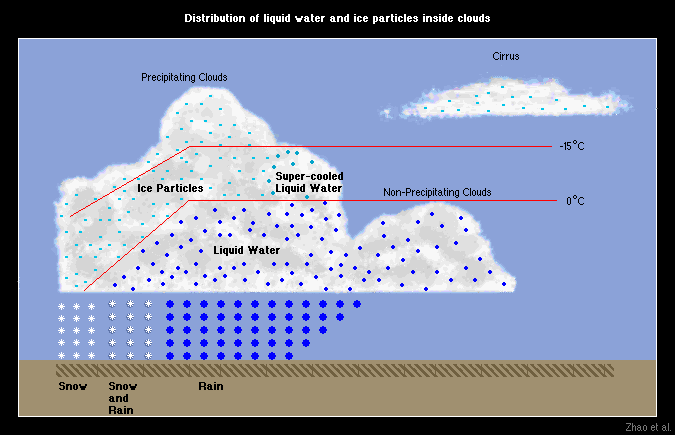 Distribution of liquid water and ice particles inside clouds
Cirrus
Precipitating Clouds
-15°C
Ice Particles
Super-cooled
Liquid Water
Non-Precipitating Clouds
0°C
Liquid Water
Snow
Snow
and
Rain
Rain
Zhao et al.